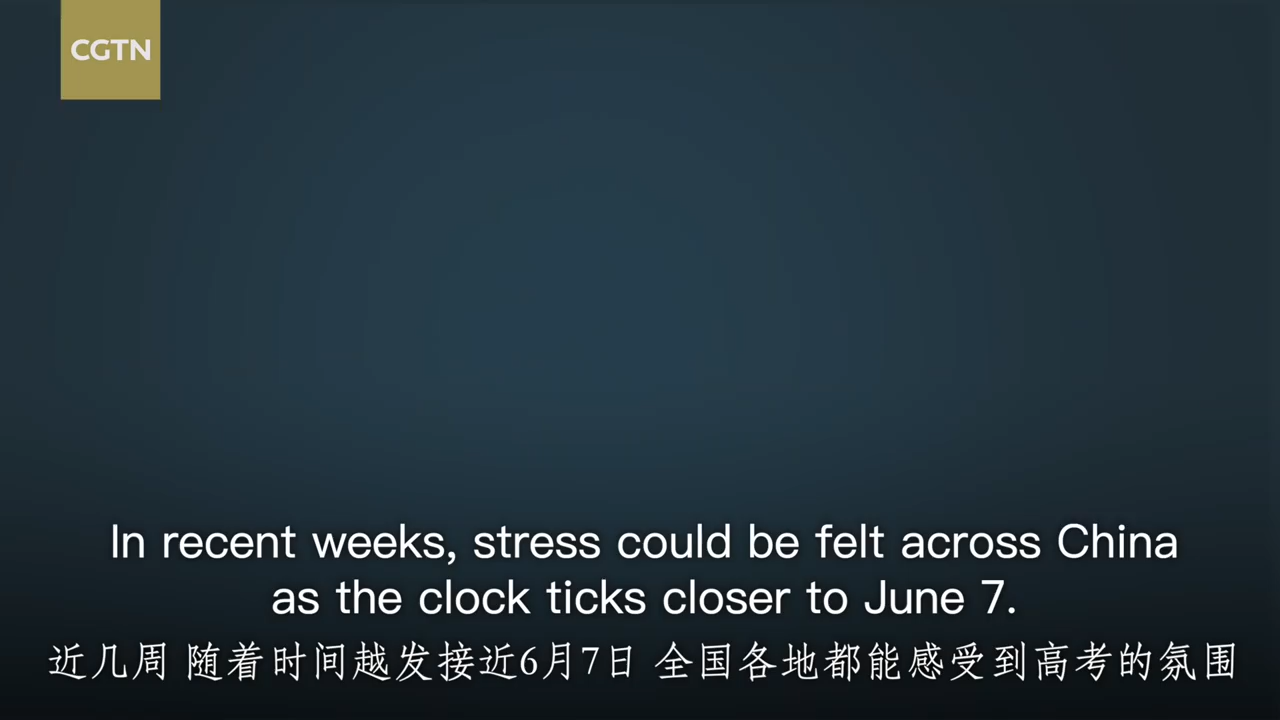 CGTN
In recent weeks, stress could be felt across China
as the clock ticks closer to June 7.
近几周 随着时间越发接近6月7日 全国各地都能感受到高考的氛围